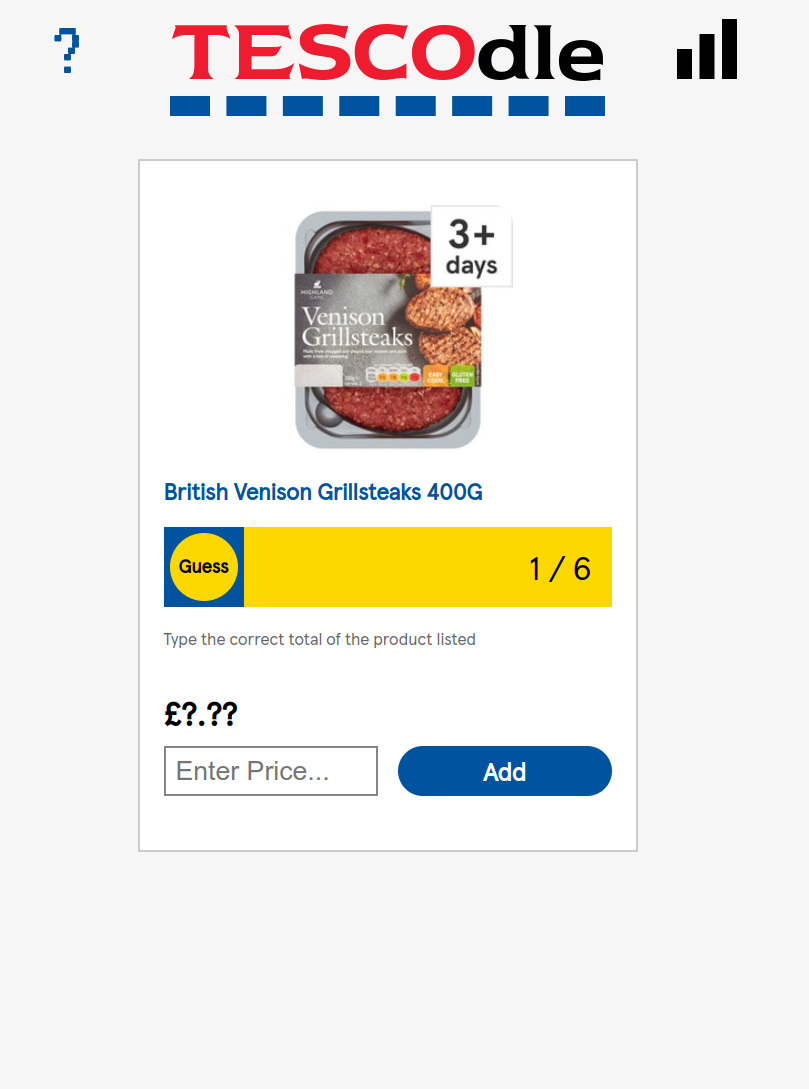 ?
TESCOdle
3+
days
HIGHLAND
GAME
Venison
Grillsteaks
EASY
COOK
GLUTEN
FREE
British Venison Grillsteaks 400G
Guess
1 / 6
Type the correct total of the product listed
£?.??
Enter Price...
Add